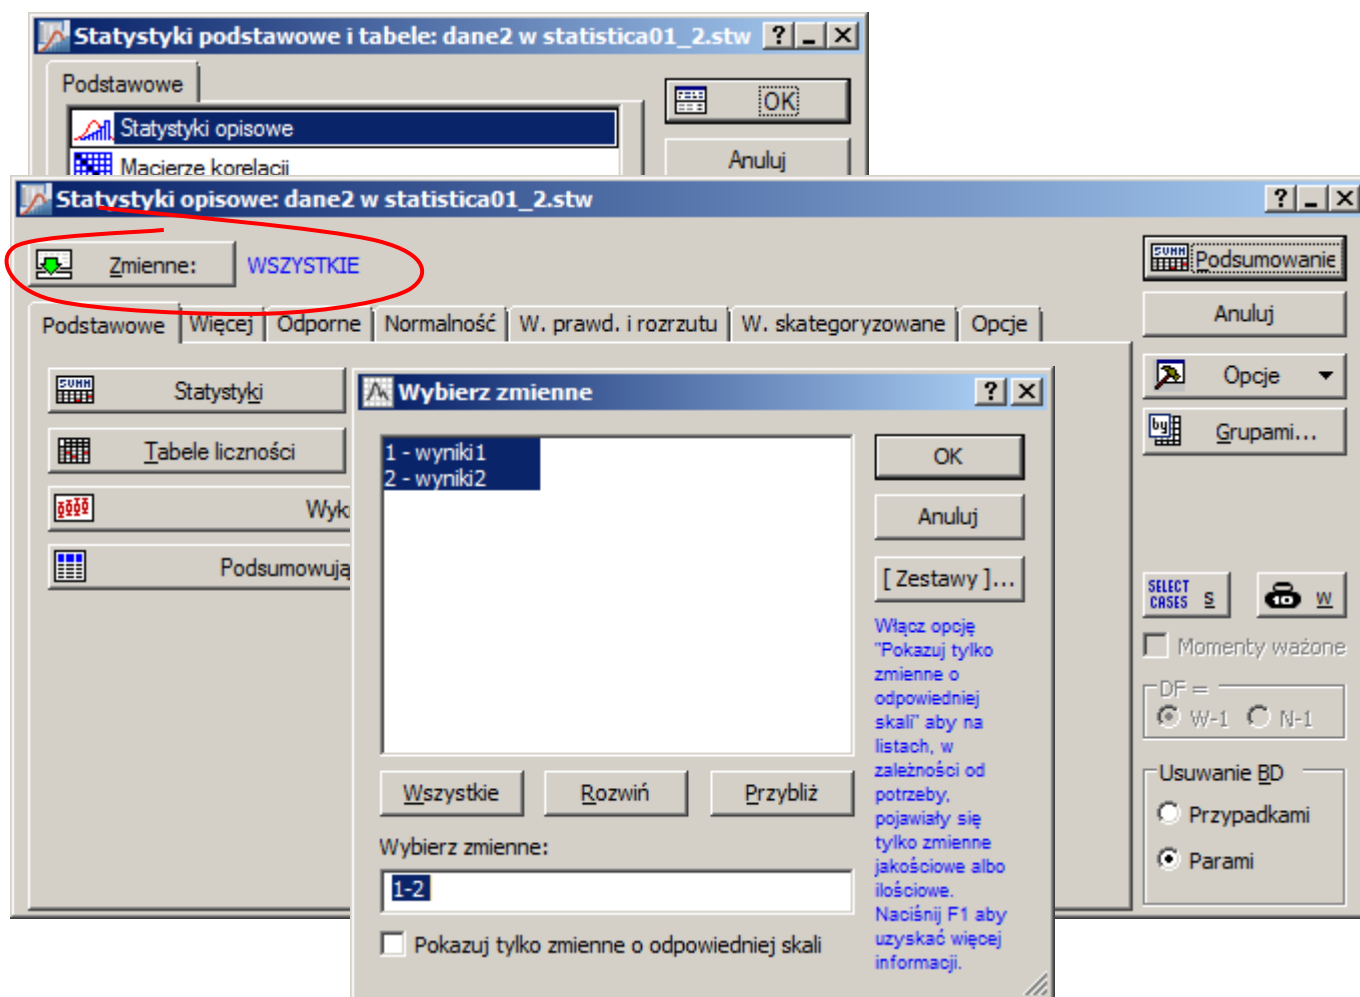 Statystyki podstawowe i tabele: dane2 w statistica01_2.stw
Podstawowe
OK
Statystyki opisowe
Macierze korelacji
Anuluj
Statystyki opisowe: dane2 w statistica01_2.stw
Zmienne: WSZYSTKIE
Podsumowanie
Anuluj
Podstawowe Więcej Odporne Normalność W. prawd. i rozrzutu W. skategoryzowane Opcje
Opcje
Grupami...
Statystyki
Tabele liczności
Wyk
Podsumowują
Wybierz zmienne
1 - wyniki1
2 - wyniki2
OK
Anuluj
[ Zestawy ]...
Włącz opcję
"Pokazuj tylko
zmienne o
odpowiedniej
skali" aby na
listach, w
zależności od
potrzeby,
pojawiały się
tylko zmienne
jakościowe albo
ilościowe.
Naciśnij F1 aby
uzyskać więcej
informacji.
Wszystkie Rozwiń Przybliż
Wybierz zmienne:
1-2
Pokazuj tylko zmienne o odpowiedniej skali
SELECT
CASES S
W
Momenty ważone
DF =
W-1 N-1
Usuwanie BD
Przypadkami
Parami